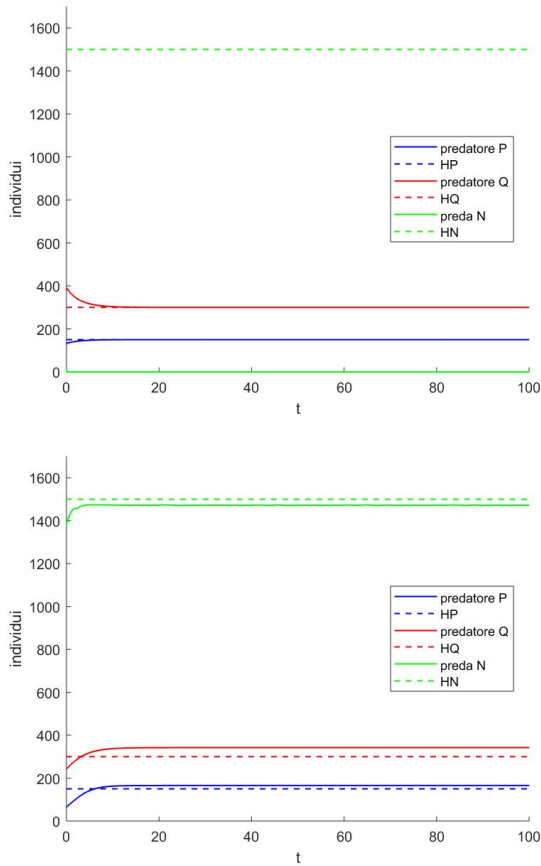 1600
1400
1200
1000
800
600
400
200
0
individui
predatore P
HP
predatore Q
HQ
preda N
HN
0 20 40 60 80 100
t
1600
1400
1200
1000
800
600
400
200
0
individui
predatore P
HP
predatore Q
HQ
preda N
HN
0 20 40 60 80 100
t